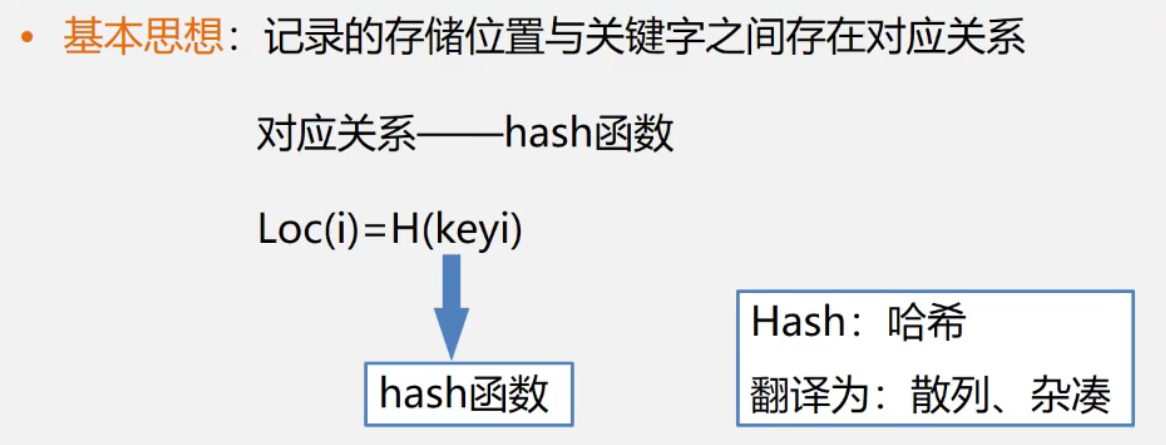 • 基本思想：记录的存储位置与关键字之间存在对应关系
对应关系——hash函数
Loc(i)=H(keyi)
hash函数
Hash：哈希
翻译为：散列、杂凑